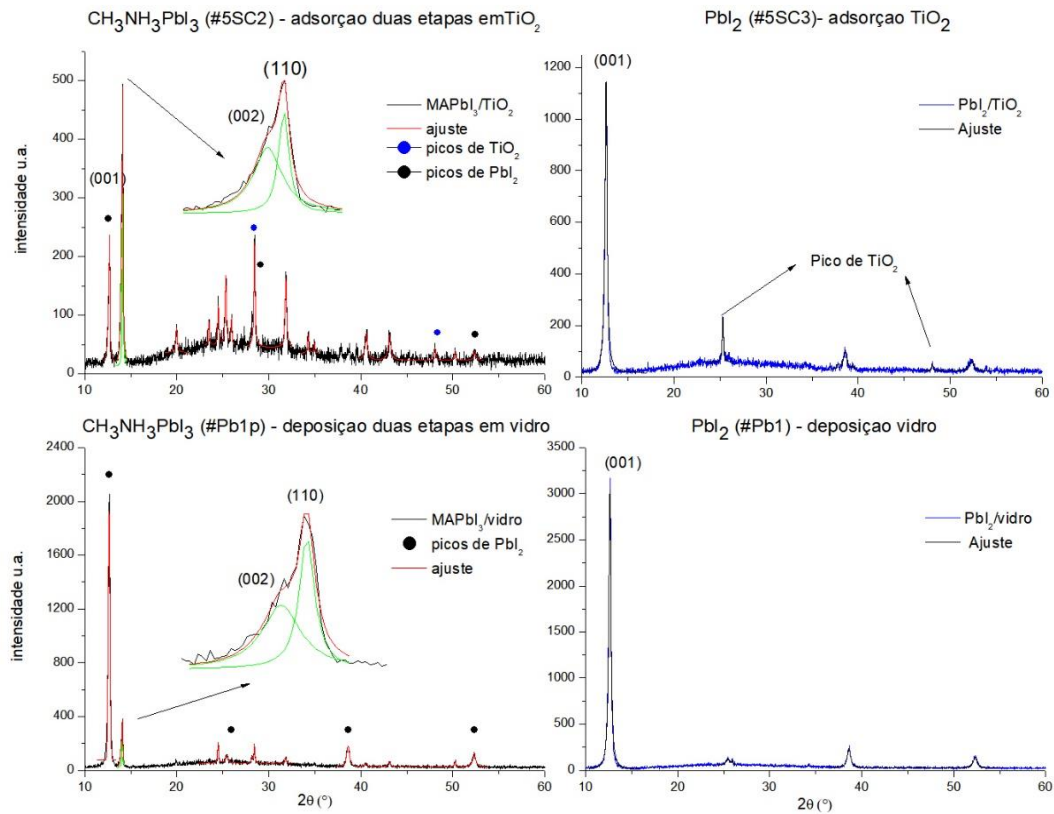 CH₃NH₃PbI₃ (#5SC2) - adsorçao duas etapas emTiO₂
500
400
300
200
100
0
intensidade u.a.
(001)
(002)
(110)
MAPbI₃/TiO₂
ajuste
picos de TiO₂
picos de PbI₂
10 20 30 40 50 60
PbI₂ (#5SC3)- adsorçao TiO₂
1200
1000
800
600
400
200
0
(001)
PbI₂/TiO₂
Ajuste
Pico de TiO₂
10 20 30 40 50 60
CH₃NH₃PbI₃ (#Pb1p) - deposiçao duas etapas em vidro
2400
2000
1600
1200
800
400
0
intensidade u.a.
(110)
(002)
MAPbI₃/vidro
picos de PbI₂
ajuste
10 20 30 40 50 60
2θ (°)
PbI₂ (#Pb1) - deposiçao vidro
3500
3000
2500
2000
1500
1000
500
0
(001)
PbI₂/vidro
Ajuste
10 20 30 40 50 60
2θ (°)